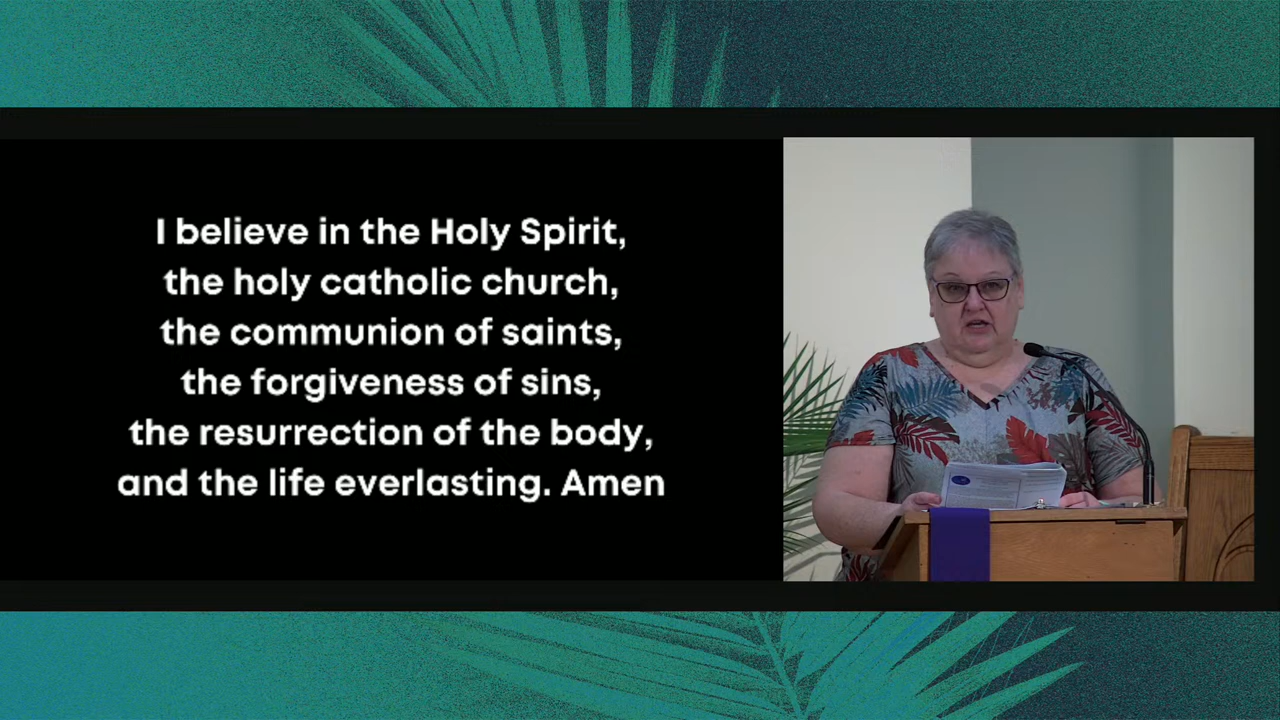 I believe in the Holy Spirit,
the holy catholic church,
the communion of saints,
the forgiveness of sins,
the resurrection of the body,
and the life everlasting. Amen